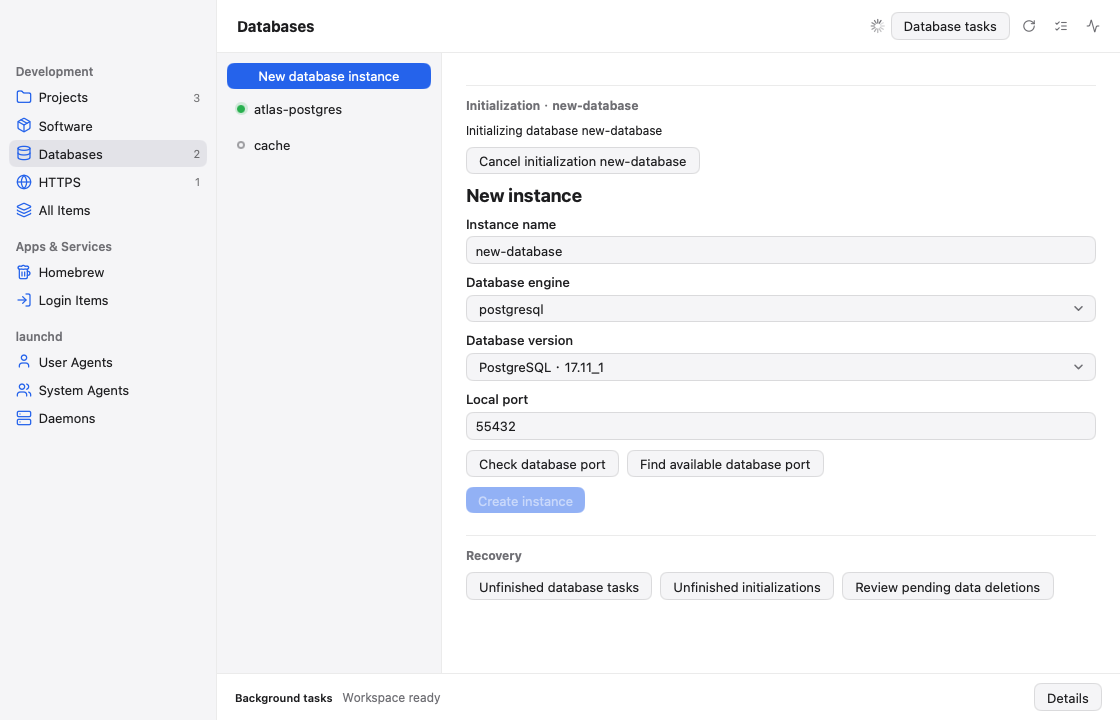 Databases
Database tasks
Development
Projects 3
Software
Databases 2
HTTPS 1
All Items
Apps & Services
Homebrew
Login Items
launchd
User Agents
System Agents
Daemons
New database instance
atlas-postgres
cache
Initialization · new-database
Initializing database new-database
Cancel initialization new-database
New instance
Instance name
new-database
Database engine
postgresql
Database version
PostgreSQL · 17.11_1
Local port
55432
Check database port Find available database port
Create instance
Recovery
Unfinished database tasks Unfinished initializations Review pending data deletions
Background tasks Workspace ready Details